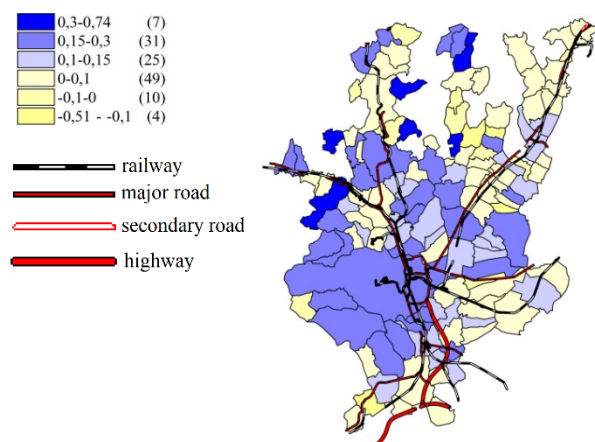 0,3-0,74 (7)
0,15-0,3 (31)
0,1-0,15 (25)
0-0,1 (49)
-0,1-0 (10)
-0,51 - -0,1 (4)
railway
major road
secondary road
highway